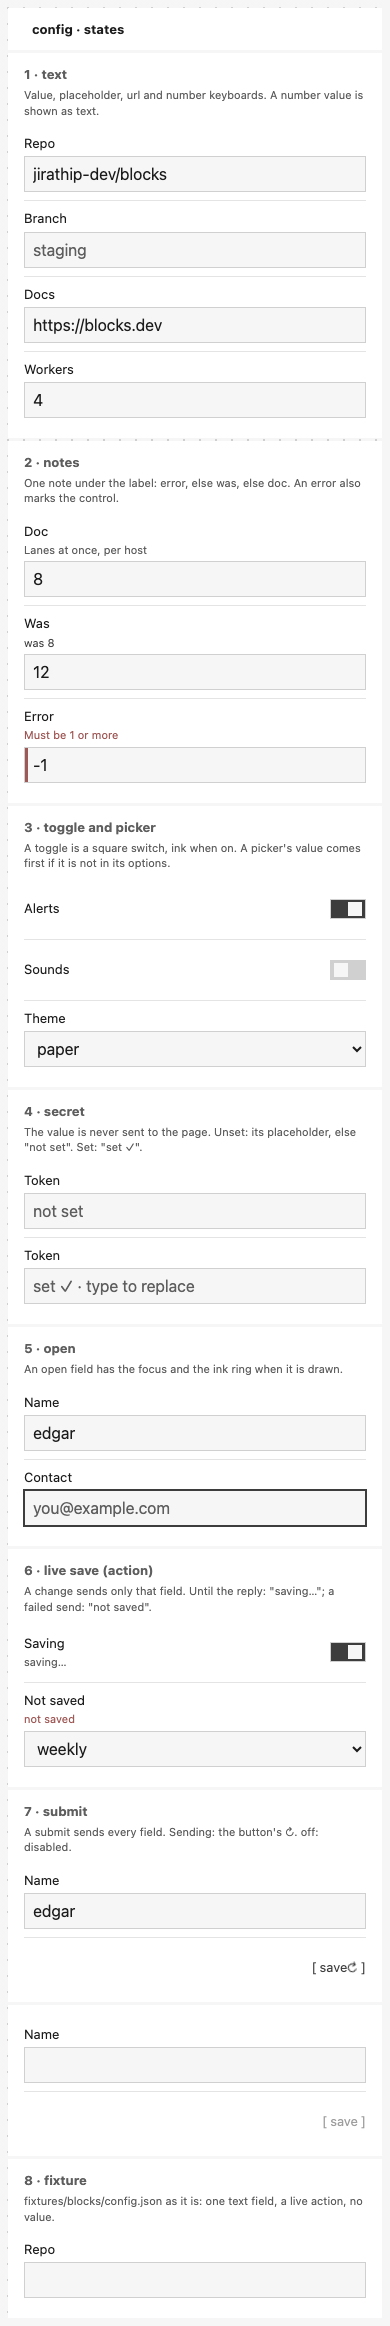 config · states
1 · text
Value, placeholder, url and number keyboards. A number value is
shown as text.
Repo
jirathip-dev/blocks
Branch
staging
Docs
https://blocks.dev
Workers
4
2 · notes
One note under the label: error, else was, else doc. An error also
marks the control.
Doc
Lanes at once, per host
8
Was
was 8
12
Error
Must be 1 or more
-1
3 · toggle and picker
A toggle is a square switch, ink when on. A picker's value comes
first if it is not in its options.
Alerts
Sounds
Theme
paper
4 · secret
The value is never sent to the page. Unset: its placeholder, else
"not set". Set: "set ✓".
Token
not set
Token
set ✓ · type to replace
5 · open
An open field has the focus and the ink ring when it is drawn.
Name
edgar
Contact
you@example.com
6 · live save (action)
A change sends only that field. Until the reply: "saving…"; a
failed send: "not saved".
Saving
saving…
Not saved
not saved
weekly
7 · submit
A submit sends every field. Sending: the button's ↻. off:
disabled.
Name
edgar
[ save↻ ]
Name
[ save ]
8 · fixture
fixtures/blocks/config.json as it is: one text field, a live action, no
value.
Repo